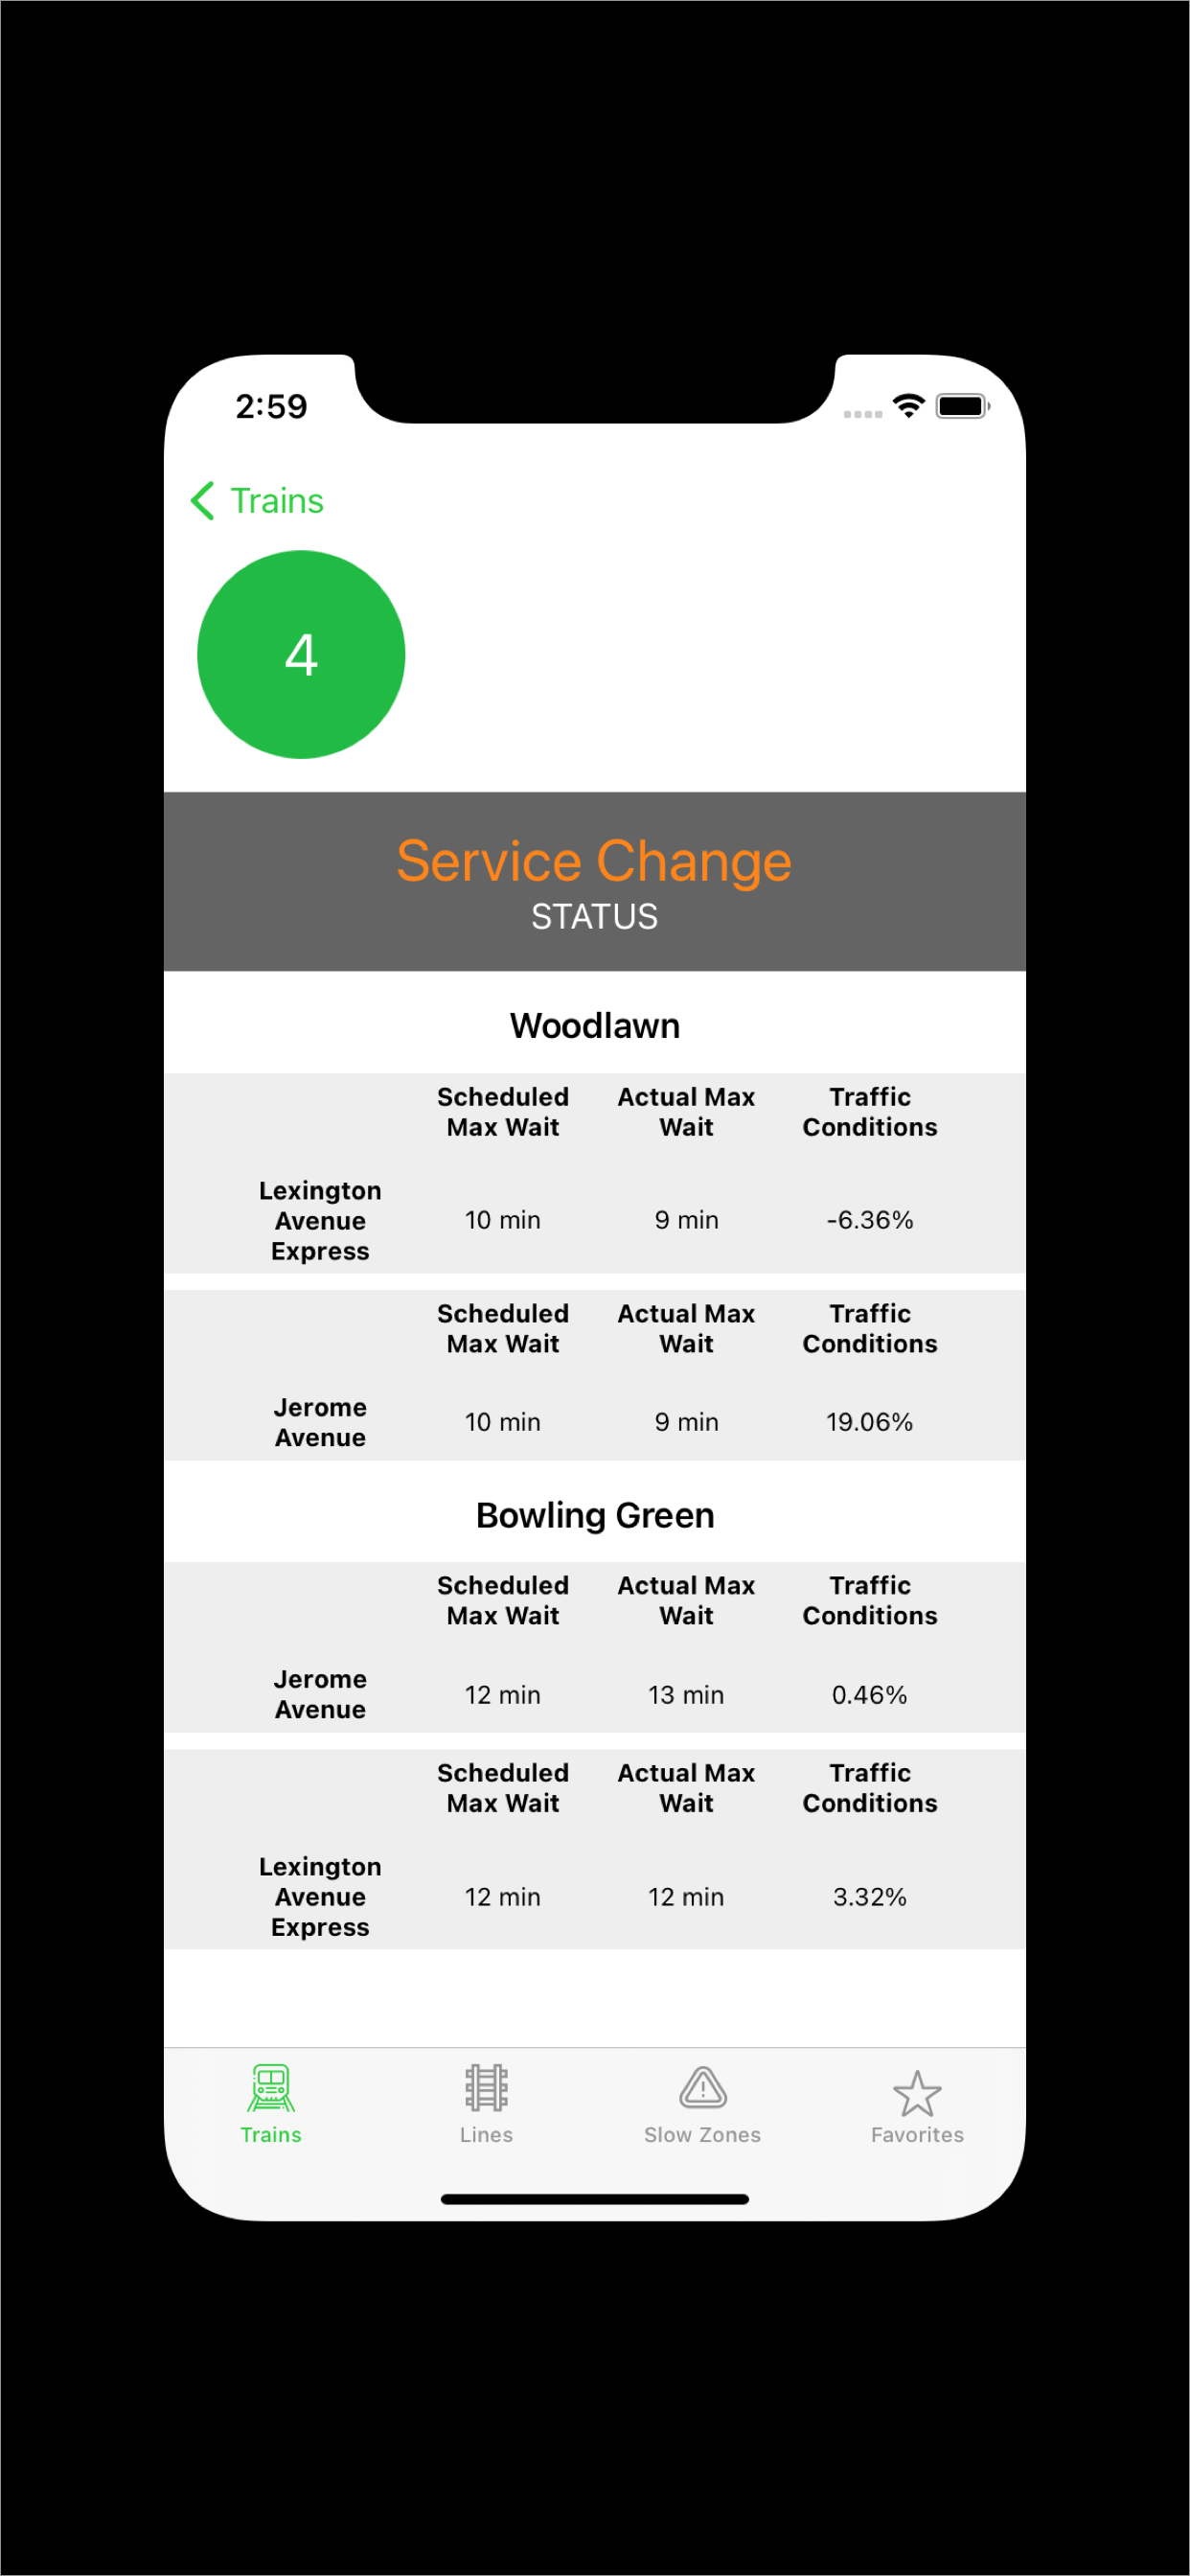 2:59
Trains
4
Service Change
STATUS
Woodlawn
Scheduled Actual Max Traffic
Max Wait Wait Conditions
Lexington
Avenue 10 min 9 min -6.36%
Express
Scheduled Actual Max Traffic
Max Wait Wait Conditions
Jerome
Avenue 10 min 9 min 19.06%
Bowling Green
Scheduled Actual Max Traffic
Max Wait Wait Conditions
Jerome
Avenue 12 min 13 min 0.46%
Scheduled Actual Max Traffic
Max Wait Wait Conditions
Lexington
Avenue 12 min 12 min 3.32%
Express
Trains Lines Slow Zones Favorites